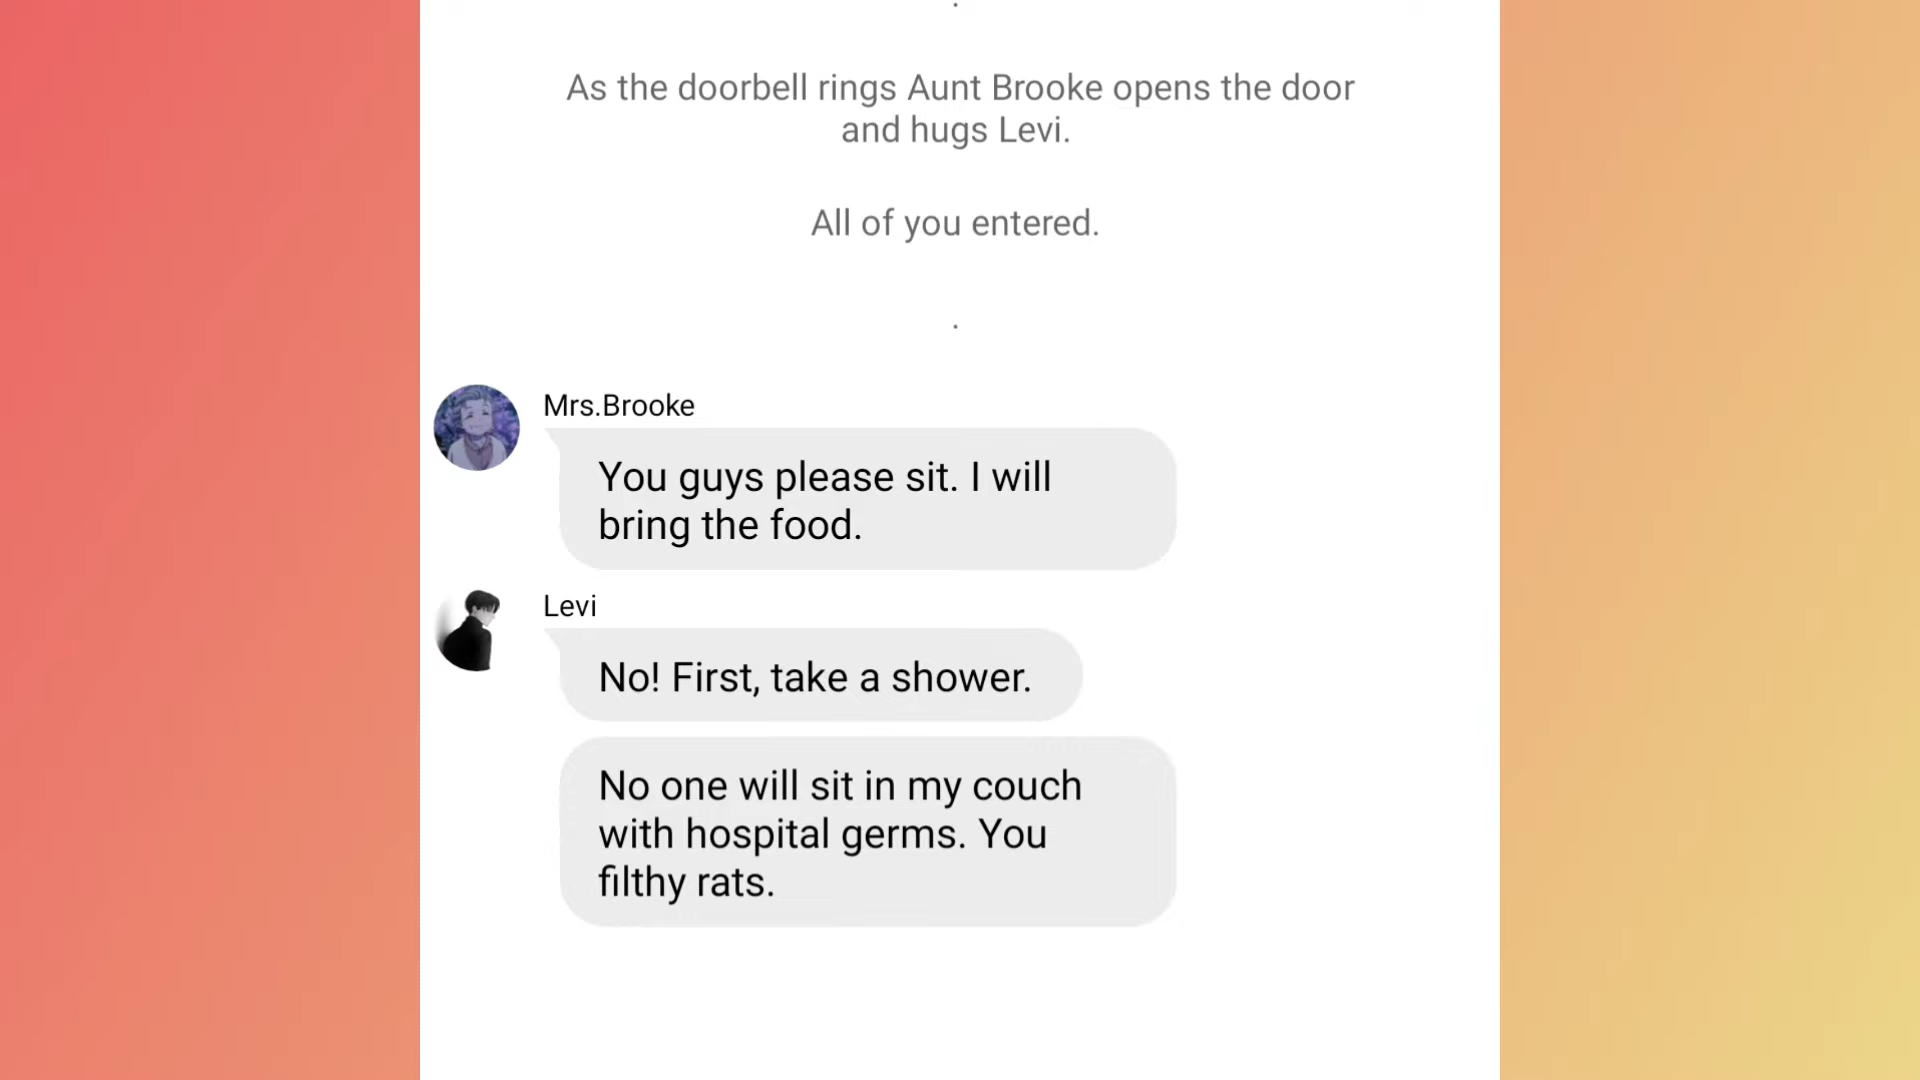 As the doorbell rings Aunt Brooke opens the door
and hugs Levi.
All of you entered.
.
Mrs.Brooke
You guys please sit. I will
bring the food.
Levi
No! First, take a shower.
No one will sit in my couch
with hospital germs. You
filthy rats.